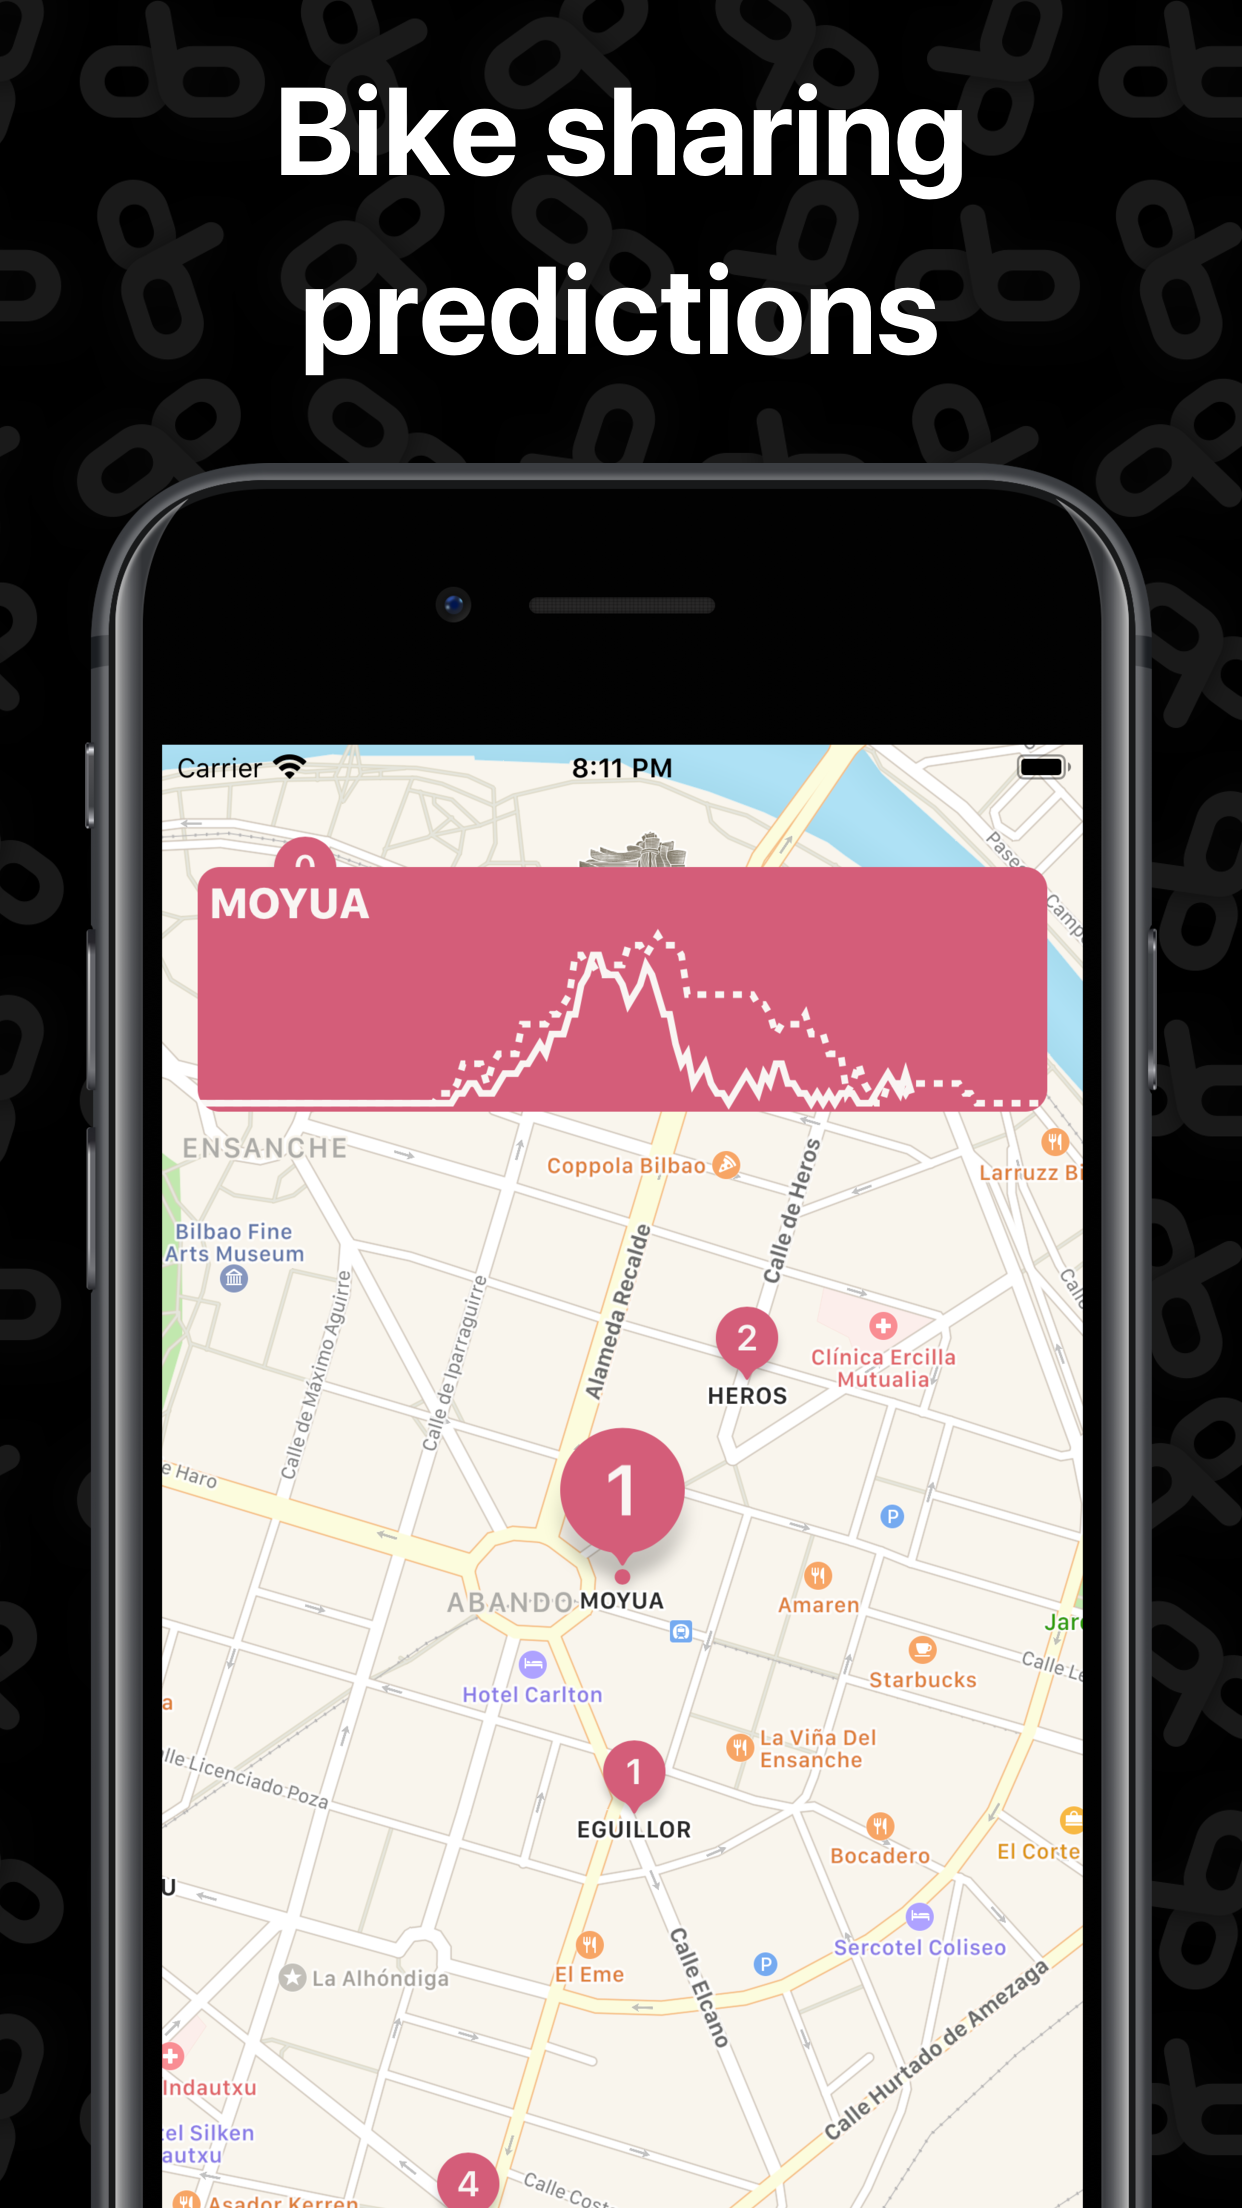 Bike sharing
predictions
Carrier
8:11 PM
0
MOYUA
ENSANCHE
Coppola Bilbao
Larruzz Bi
Bilbao Fine
Arts Museum
Calle de Heros
Alameda Recalde
Calle de Máximo Aguirre
Calle de Iparraguirre
2
HEROS
Clínica Ercilla
Mutualia
1
MOYUA
ABANDO
e Haro
P
Amaren
Jar
Starbucks
Calle Le
Hotel Carlton
a
La Viña Del
Ensanche
lle Licenciado Poza
1
EGUILLOR
Bocadero
El Corte
U
Sercotel Coliseo
El Eme
P
Calle Elcano
La Alhóndiga
Calle Hurtado de Amezaga
Indautxu
tel Silken
autxu
4
Calle Cost
Asador Kerren